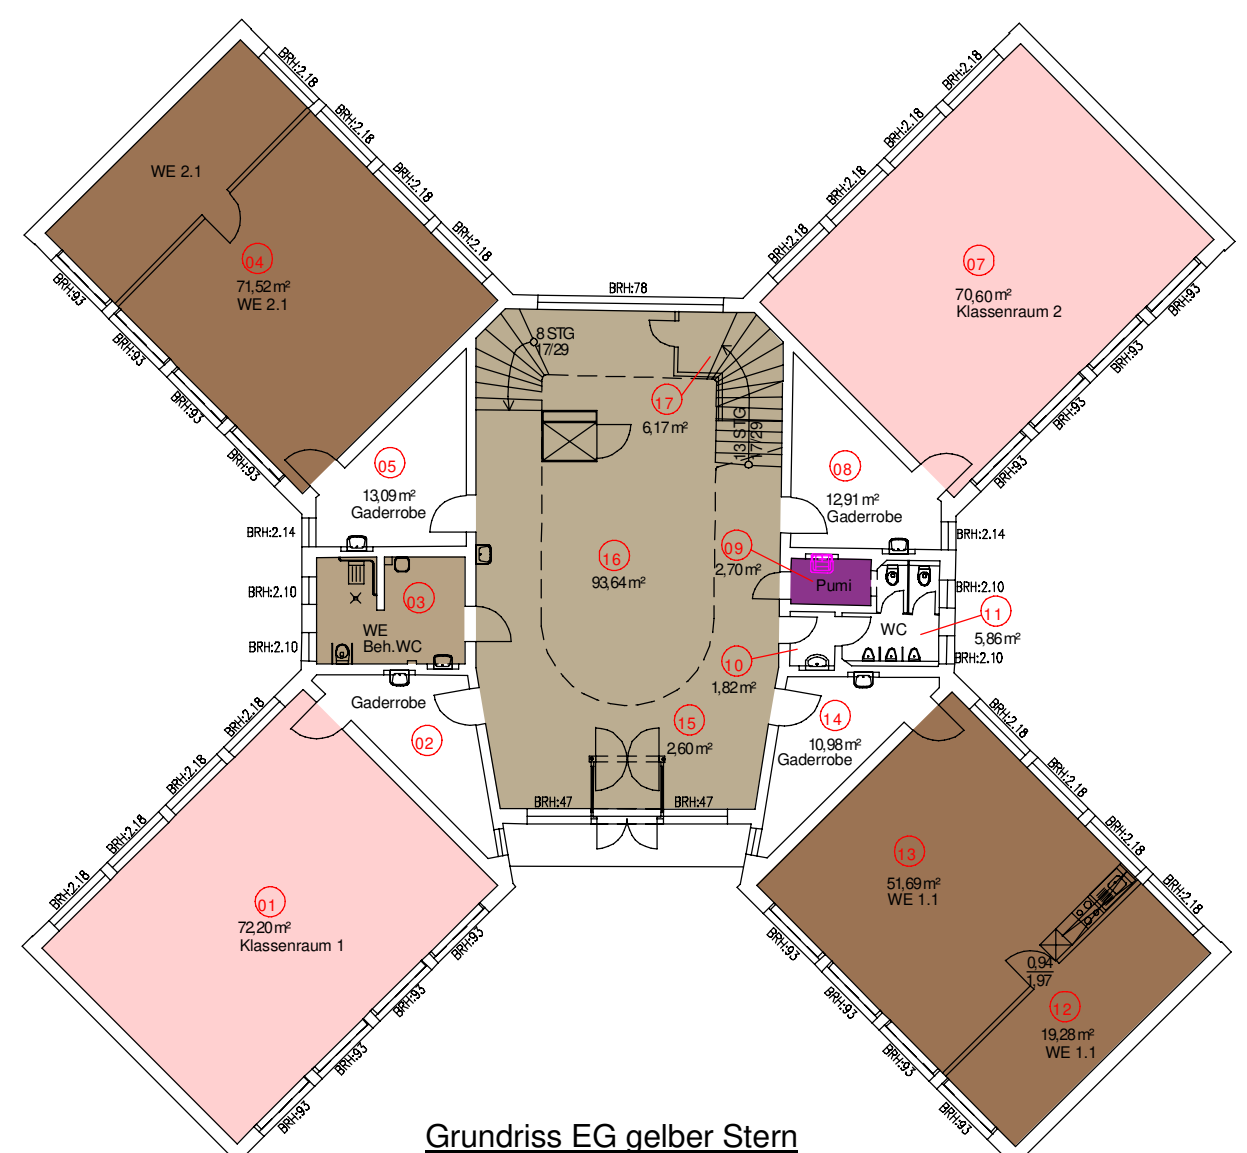 BRH:2.18
BRH:2.18
BRH:2.18
BRH:2.18
WE 2.1
04
71,52 m²
WE 2.1
BRH:93
BRH:93
BRH:93
BRH:93
BRH:78
BRH:2.18
BRH:2.18
BRH:2.18
BRH:2.18
07
70,60 m²
Klassenraum 2
BRH:93
BRH:93
BRH:93
BRH:93
8 STG
17/29
17
6,17 m²
13 STG
17/29
05
13,09 m²
Gaderrobe
08
12,91 m²
Gaderrobe
BRH:2.14
BRH:2.14
16
93,64 m²
09
2,70 m²
Pumi
BRH:2.10
BRH:2.10
03
WE
Beh.WC
BRH:2.10
BRH:2.10
WC
11
5,86 m²
10
1,82 m²
Gaderrobe
02
15
2,60 m²
14
10,98 m²
Gaderrobe
BRH:47
BRH:47
BRH:2.18
BRH:2.18
BRH:2.18
BRH:2.18
01
72,20 m²
Klassenraum 1
BRH:93
BRH:93
BRH:93
BRH:93
BRH:2.18
BRH:2.18
BRH:2.18
BRH:2.18
13
51,69 m²
WE 1.1
0,94
1,97
12
19,28 m²
WE 1.1
BRH:93
BRH:93
BRH:93
BRH:93
Grundriss EG gelber Stern